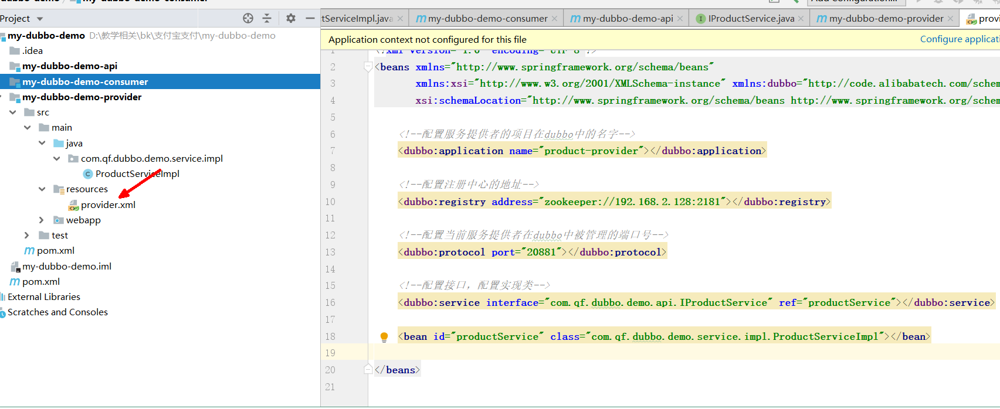 my-dubbo-demo-consumer
Project
tServiceImpl.java
my-dubbo-demo-consumer
my-dubbo-demo-api
IProductService.java
my-dubbo-demo-provider
provi
my-dubbo-demo D:\教学相关\bk\支付宝支付\my-dubbo-demo
.idea
my-dubbo-demo-api
my-dubbo-demo-consumer
my-dubbo-demo-provider
src
main
java
com.qf.dubbo.demo.service.impl
ProductServiceImpl
resources
provider.xml
webapp
test
pom.xml
my-dubbo-demo.iml
pom.xml
External Libraries
Scratches and Consoles
Application context not configured for this file
Configure applicati
1 <?xml version="1.0" encoding="UTF-8"?>
2 <beans xmlns="http://www.springframework.org/schema/beans"
3 xmlns:xsi="http://www.w3.org/2001/XMLSchema-instance" xmlns:dubbo="http://code.alibabatech.com/schem
4 xsi:schemaLocation="http://www.springframework.org/schema/beans http://www.springframework.org/schem
5
6 <!--配置服务提供者的项目在dubbo中的名字-->
7 <dubbo:application name="product-provider"></dubbo:application>
8
9 <!--配置注册中心的地址-->
10 <dubbo:registry address="zookeeper://192.168.2.128:2181"></dubbo:registry>
11
12 <!--配置当前服务提供者在dubbo中被管理的端口号-->
13 <dubbo:protocol port="20881"></dubbo:protocol>
14
15 <!--配置接口，配置实现类-->
16 <dubbo:service interface="com.qf.dubbo.demo.api.IProductService" ref="productService"></dubbo:service>
17
18 <bean id="productService" class="com.qf.dubbo.demo.service.impl.ProductServiceImpl"></bean>
19
20 </beans>
21